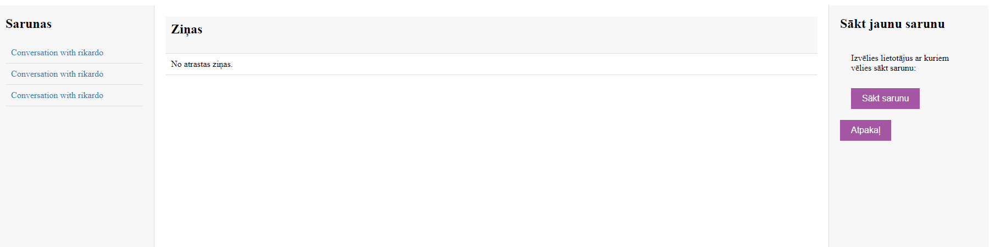 Sarunas
Conversation with rikardo
Conversation with rikardo
Conversation with rikardo
Ziņas
No atrastas ziņas.
Sākt jaunu sarunu
Izvēlies lietotājus ar kuriem
vēlies sākt sarunu:
Sākt sarunu
Atpakaļ